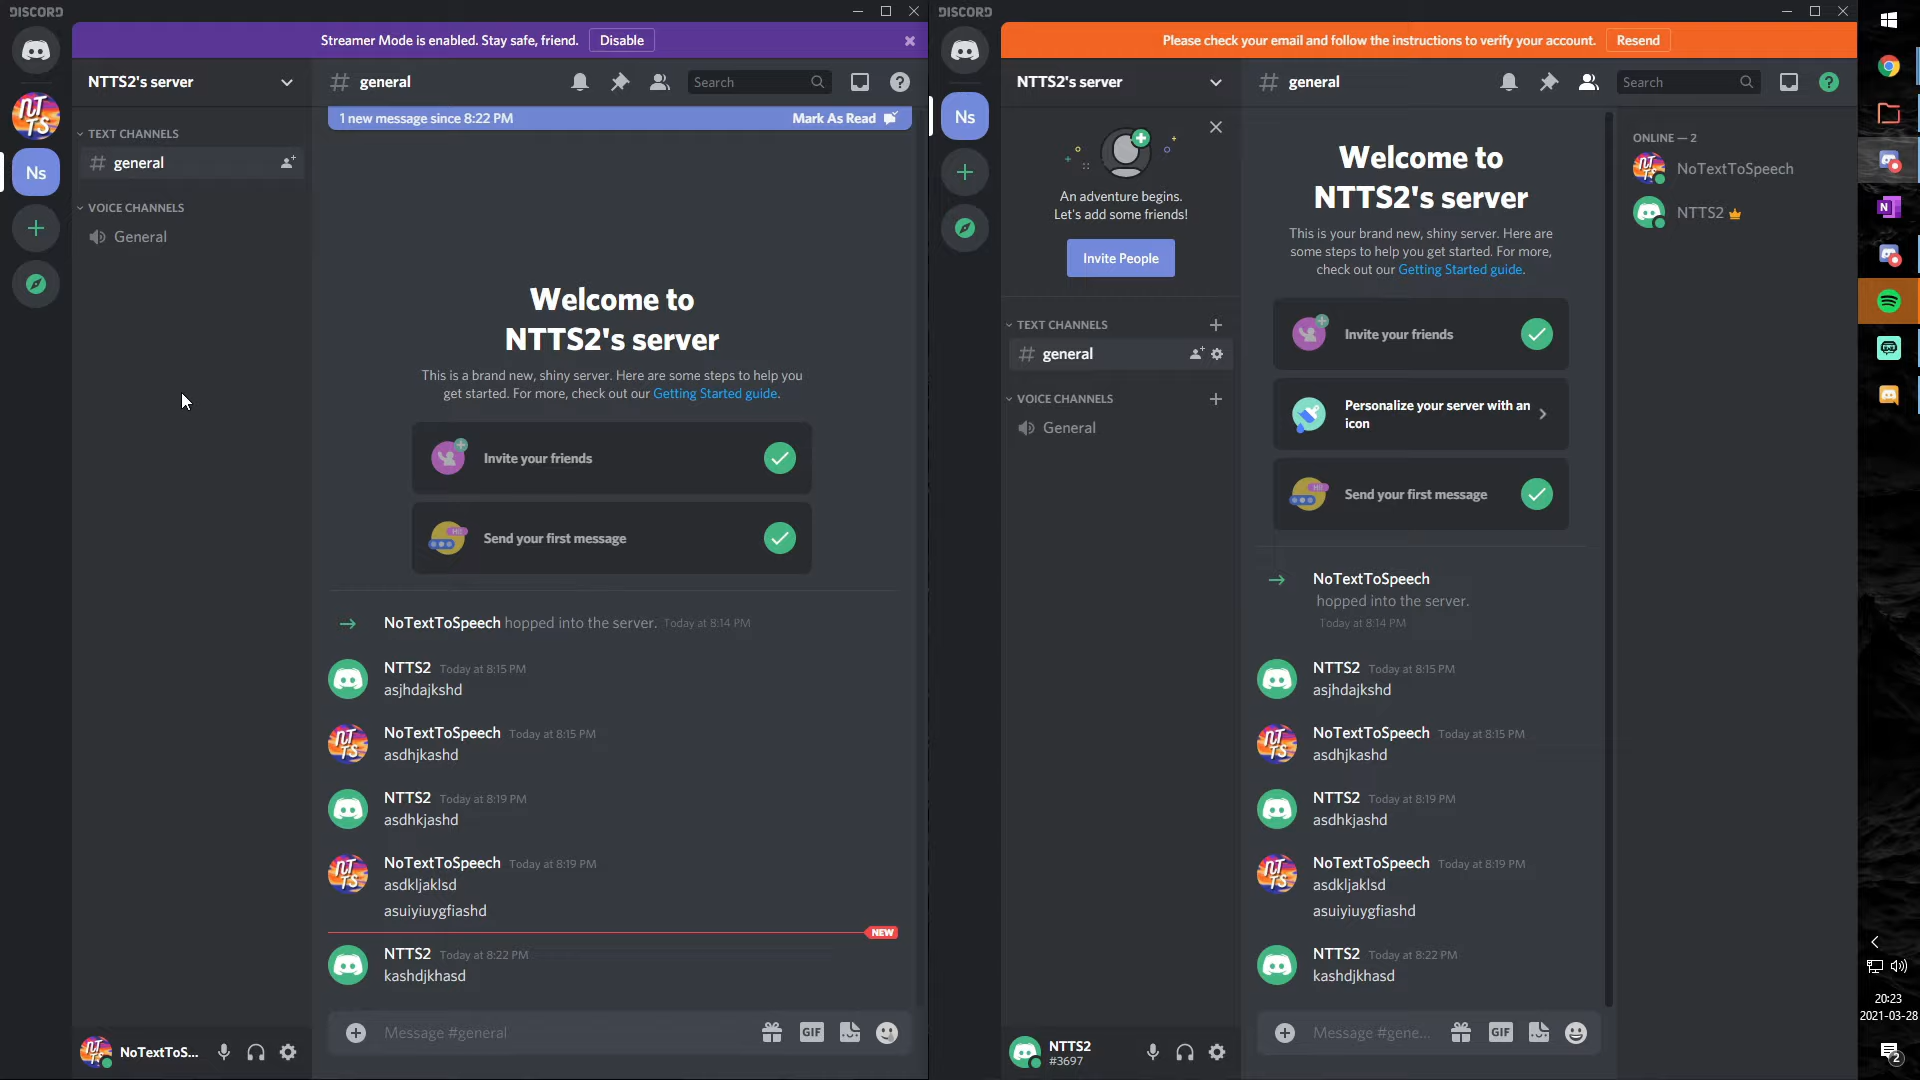 DISCORD
Streamer Mode is enabled. Stay safe, friend.
Disable
NTTS2's server
general
Search
1 new message since 8:22 PM
Mark As Read
NT
TS
Ns
TEXT CHANNELS
general
VOICE CHANNELS
General
Welcome to
NTTS2's server
This is a brand new, shiny server. Here are some steps to help you
get started. For more, check out our Getting Started guide.
Invite your friends
Hi!
Send your first message
NoTextToSpeech hopped into the server. Today at 8:14 PM
NTTS2 Today at 8:15 PM
asjhdajkshd
NoTextToSpeech Today at 8:15 PM
asdhjkashd
NTTS2 Today at 8:19 PM
asdhkjashd
NoTextToSpeech Today at 8:19 PM
asdkljaklsd
asuiyiuygfiashd
NEW
NTTS2 Today at 8:22 PM
kashdjkhasd
Message #general
GIF
NoTextToS...
DISCORD
Please check your email and follow the instructions to verify your account.
Resend
NTTS2's server
general
Search
Ns
An adventure begins.
Let's add some friends!
Invite People
TEXT CHANNELS
general
VOICE CHANNELS
General
Welcome to
NTTS2's server
This is your brand new, shiny server. Here are
some steps to help you get started. For more,
check out our Getting Started guide.
Invite your friends
Personalize your server with an
icon
Hi!
Send your first message
NoTextToSpeech
hopped into the server.
Today at 8:14 PM
NTTS2 Today at 8:15 PM
asjhdajkshd
NoTextToSpeech Today at 8:15 PM
asdhjkashd
NTTS2 Today at 8:19 PM
asdhkjashd
NoTextToSpeech Today at 8:19 PM
asdkljaklsd
asuiyiuygfiashd
NTTS2 Today at 8:22 PM
kashdjkhasd
Message #gene...
GIF
NTTS2
#3697
ONLINE — 2
NoTextToSpeech
NTTS2
N
20:23
2021-03-28
2